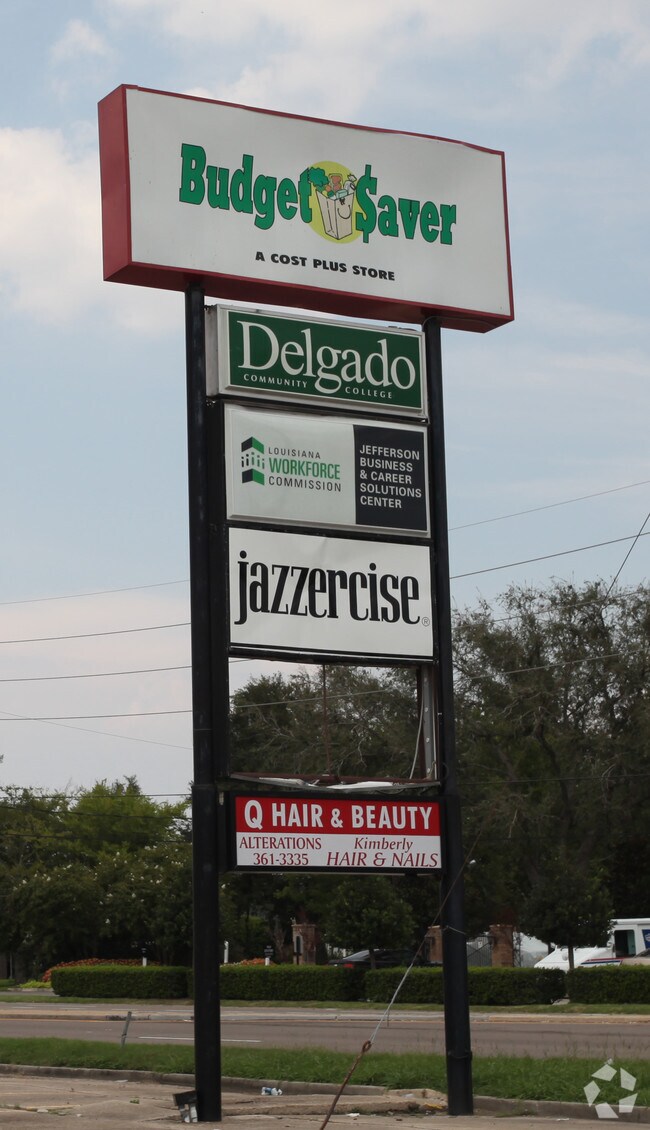 Budget $aver
A COST PLUS STORE
Delgado
COMMUNITY COLLEGE
LOUISIANA
WORKFORCE
COMMISSION
JEFFERSON
BUSINESS
& CAREER
SOLUTIONS
CENTER
jazzercise®
Q HAIR & BEAUTY
ALTERATIONS
361-3335
Kimberly
HAIR & NAILS